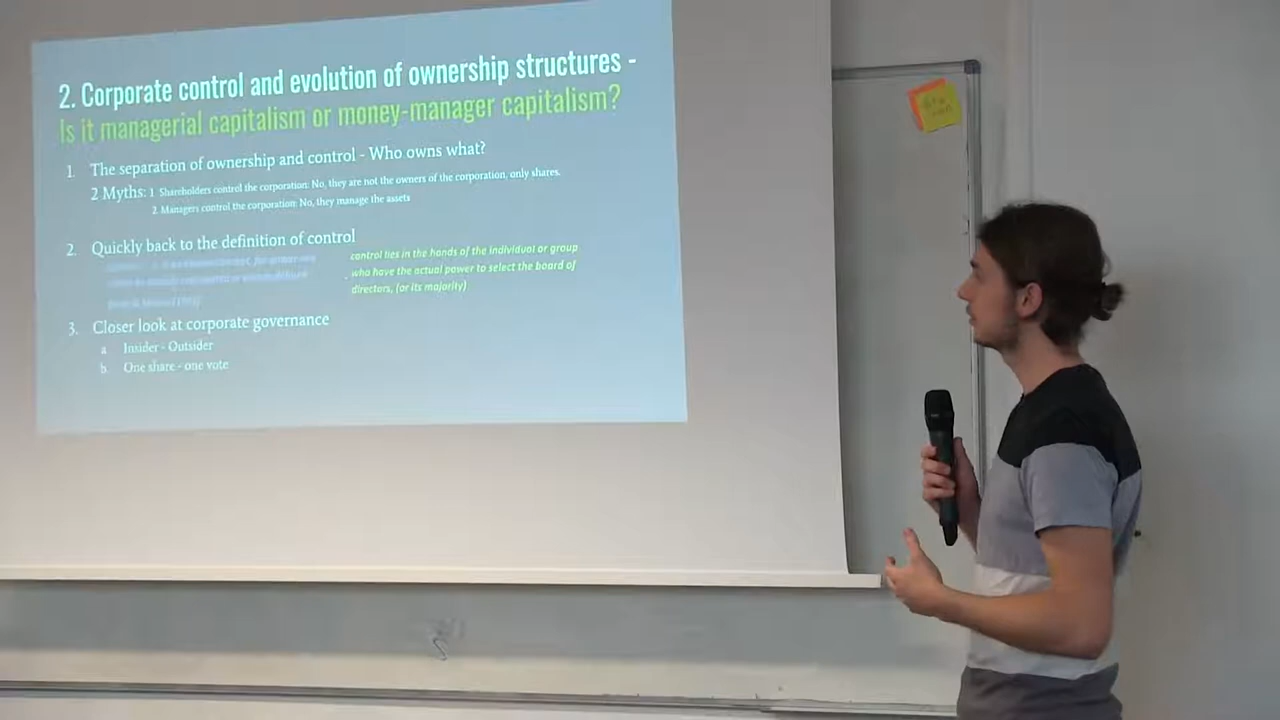 2. Corporate control and evolution of ownership structures -
Is it managerial capitalism or money-manager capitalism?
1. The separation of ownership and control - Who owns what?
2 Myths: 1 Shareholders control the corporation: No, they are not the owners of the corporation, only shares.
2 Managers control the corporation: No, they manage the assets
2. Quickly back to the definition of control
control lies in the hands of the individual or group
who have the actual power to select the board of
directors, (or its majority)
3. Closer look at corporate governance
a Insider - Outsider
b. One share - one vote